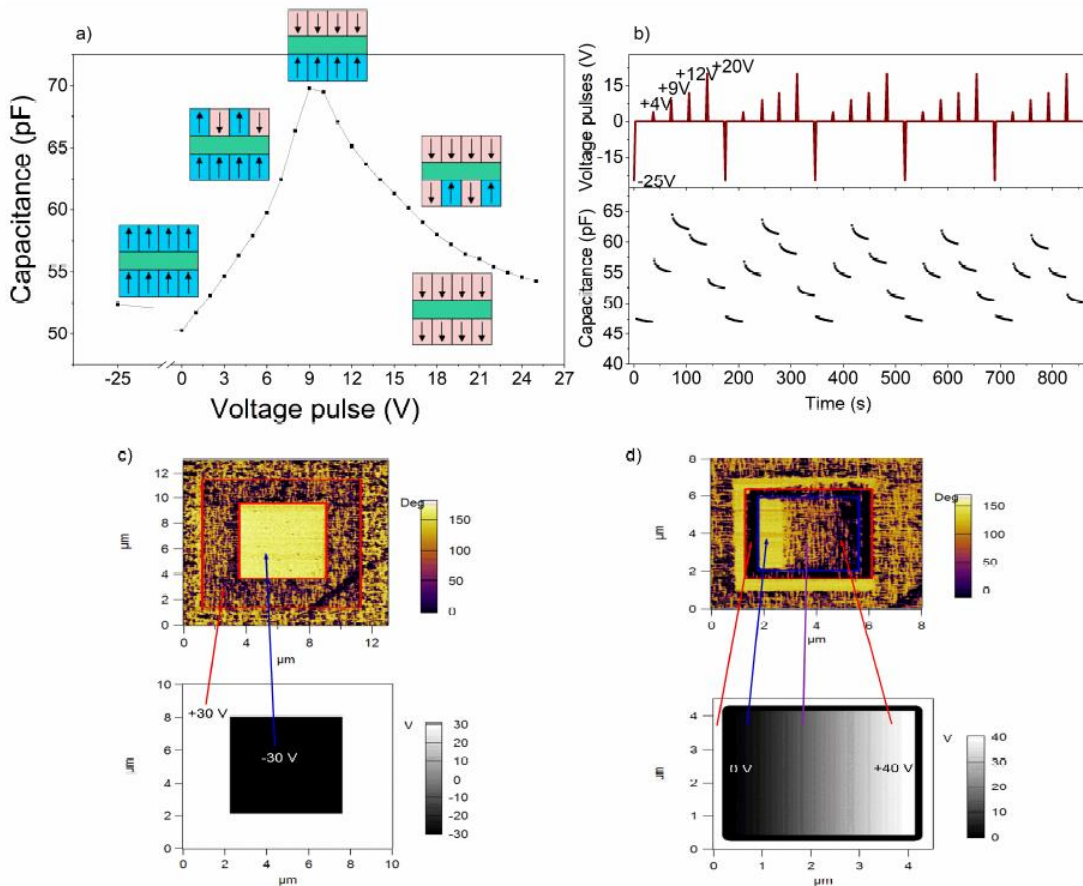 a)
Capacitance (pF)
70
65
60
55
50
-25 0 3 6 9 12 15 18 21 24 27
Voltage pulse (V)
b)
Voltage pulses (V)
15
0
-15
+20V
+12V
+9V
+4V
-25V
Capacitance (pF)
65
60
55
50
45
40
0 100 200 300 400 500 600 700 800
Time (s)
c)
µm
12
10
8
6
4
2
0
0 4 8 12
µm
Deg
150
100
50
0
+30 V
-30 V
µm
10
8
6
4
2
0
0 2 4 6 8 10
µm
V
30
20
10
0
-10
-20
-30
d)
µm
8
6
4
2
0
0 2 4 6 8
µm
Deg
150
100
50
0
0 V
+40 V
µm
4
3
2
1
0
0 1 2 3 4
µm
V
40
30
20
10
0